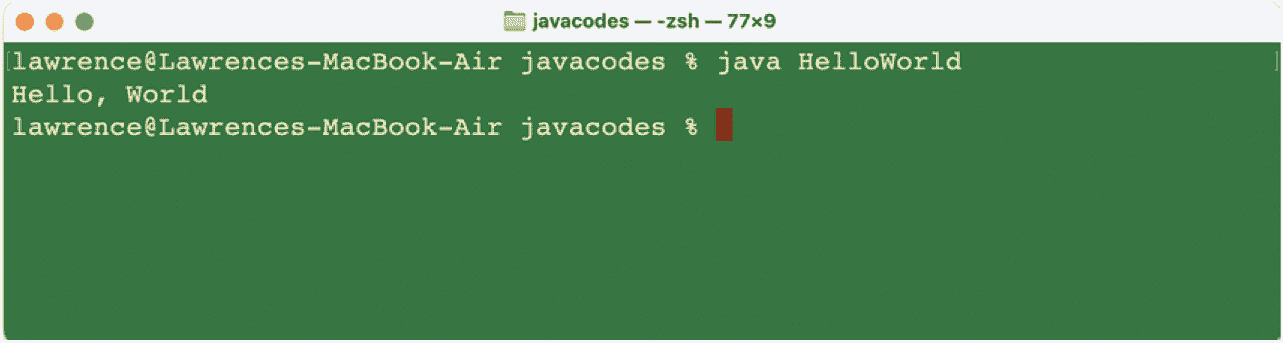 javacodes — -zsh — 77×9
lawrence@Lawrences-MacBook-Air javacodes % java HelloWorld
Hello, World
lawrence@Lawrences-MacBook-Air javacodes %